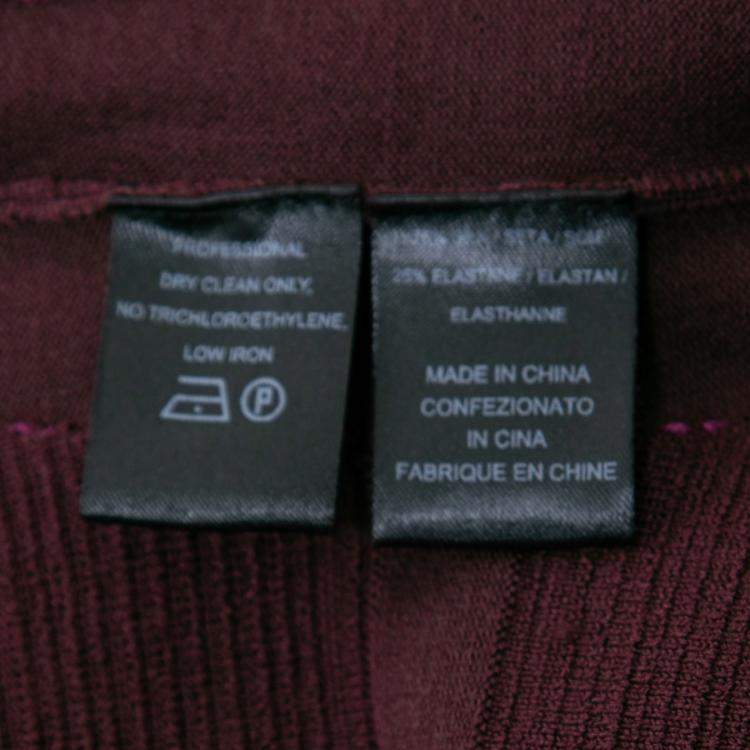 PROFESSIONAL
DRY CLEAN ONLY,
NO TRICHLOROETHYLENE,
LOW IRON
P
/ SETA /
25% ELASTANE / ELASTAN /
ELASTHANNE
MADE IN CHINA
CONFEZIONATO
IN CINA
FABRIQUE EN CHINE